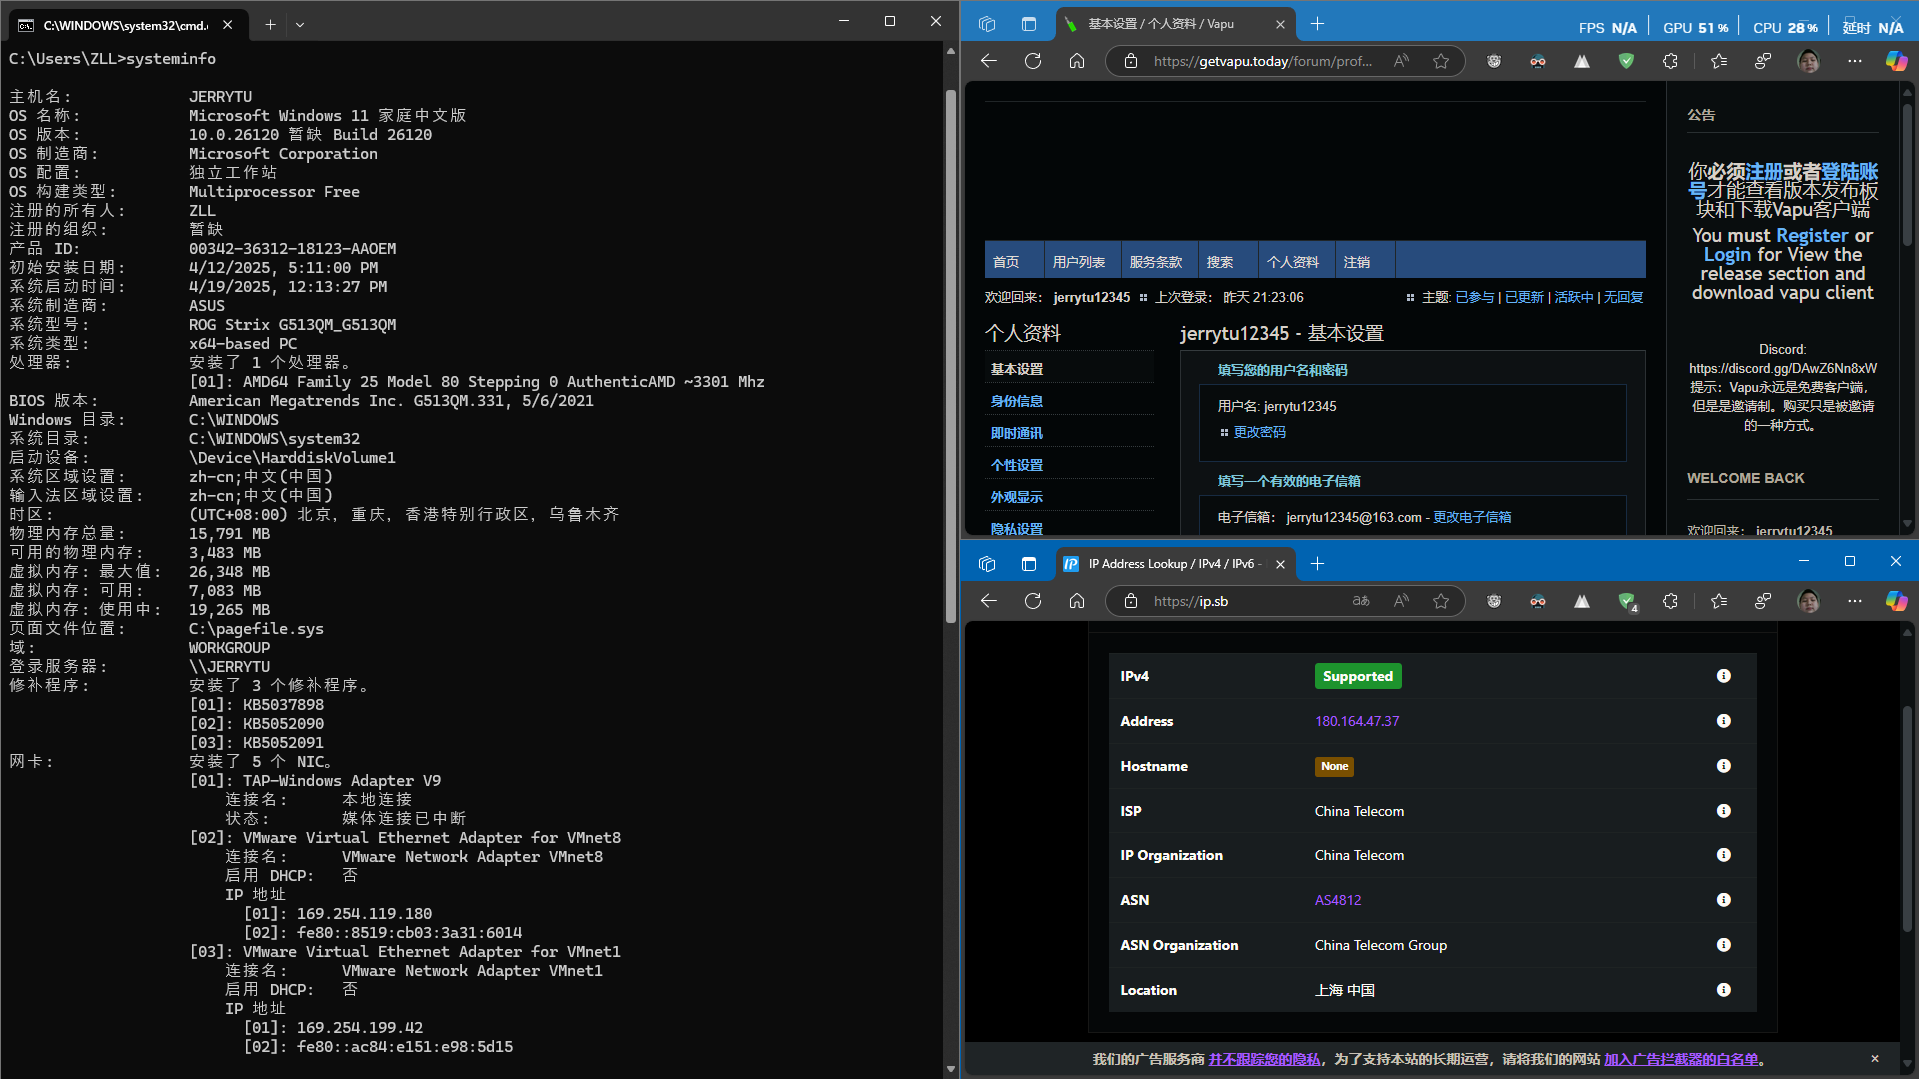 C:\WINDOWS\system32\cmd.
C:\Users\ZLL>systeminfo
主机名: JERRYTU
OS 名称: Microsoft Windows 11 家庭中文版
OS 版本: 10.0.26120 暂缺 Build 26120
OS 制造商: Microsoft Corporation
OS 配置: 独立工作站
OS 构建类型: Multiprocessor Free
注册的所有人: ZLL
注册的组织: 暂缺
产品 ID: 00342-36312-18123-AAOEM
初始安装日期: 4/12/2025, 5:11:00 PM
系统启动时间: 4/19/2025, 12:13:27 PM
系统制造商: ASUS
系统型号: ROG Strix G513QM_G513QM
系统类型: x64-based PC
处理器: 安装了 1 个处理器。
[01]: AMD64 Family 25 Model 80 Stepping 0 AuthenticAMD ~3301 Mhz
BIOS 版本: American Megatrends Inc. G513QM.331, 5/6/2021
Windows 目录: C:\WINDOWS
系统目录: C:\WINDOWS\system32
启动设备: \Device\HarddiskVolume1
系统区域设置: zh-cn;中文(中国)
输入法区域设置: zh-cn;中文(中国)
时区: (UTC+08:00) 北京, 重庆, 香港特别行政区, 乌鲁木齐
物理内存总量: 15,791 MB
可用的物理内存: 3,483 MB
虚拟内存: 最大值: 26,348 MB
虚拟内存: 可用: 7,083 MB
虚拟内存: 使用中: 19,265 MB
页面文件位置: C:\pagefile.sys
域: WORKGROUP
登录服务器: \\JERRYTU
修补程序: 安装了 3 个修补程序。
[01]: KB5037898
[02]: KB5052090
[03]: KB5052091
网卡: 安装了 5 个 NIC。
[01]: TAP-Windows Adapter V9
连接名: 本地连接
状态: 媒体连接已中断
[02]: VMware Virtual Ethernet Adapter for VMnet8
连接名: VMware Network Adapter VMnet8
启用 DHCP: 否
IP 地址
[01]: 169.254.119.180
[02]: fe80::8519:cb03:3a31:6014
[03]: VMware Virtual Ethernet Adapter for VMnet1
连接名: VMware Network Adapter VMnet1
启用 DHCP: 否
IP 地址
[01]: 169.254.199.42
[02]: fe80::ac84:e151:e98:5d15
基本设置 / 个人资料 / Vapu
FPS N/A GPU 51 % CPU 28 % 延时 N/A
https://getvapu.today/forum/prof...
首页 用户列表 服务条款 搜索 个人资料 注销
欢迎回来: jerrytu12345 上次登录: 昨天 21:23:06 主题: 已参与 | 已更新 | 活跃中 | 无回复
个人资料
基本设置
身份信息
即时通讯
个性设置
外观显示
隐私设置
jerrytu12345 - 基本设置
填写您的用户名和密码
用户名: jerrytu12345
更改密码
填写一个有效的电子信箱
电子信箱: jerrytu12345@163.com - 更改电子信箱
公告
你必须注册或者登陆账
号才能查看版本发布板
块和下载Vapu客户端
You must Register or
Login for View the
release section and
download vapu client
Discord:
https://discord.gg/DAwZ6Nn8xW
提示：Vapu永远是免费客户端，
但是是邀请制。购买只是被邀请
的一种方式。
WELCOME BACK
欢迎回来: jerrytu12345
IP Address Lookup / IPv4 / IPv6 -
https://ip.sb
4
IPv4 Supported
Address 180.164.47.37
Hostname None
ISP China Telecom
IP Organization China Telecom
ASN AS4812
ASN Organization China Telecom Group
Location 上海 中国
我们的广告服务商 并不跟踪您的隐私，为了支持本站的长期运营，请将我们的网站 加入广告拦截器的白名单。